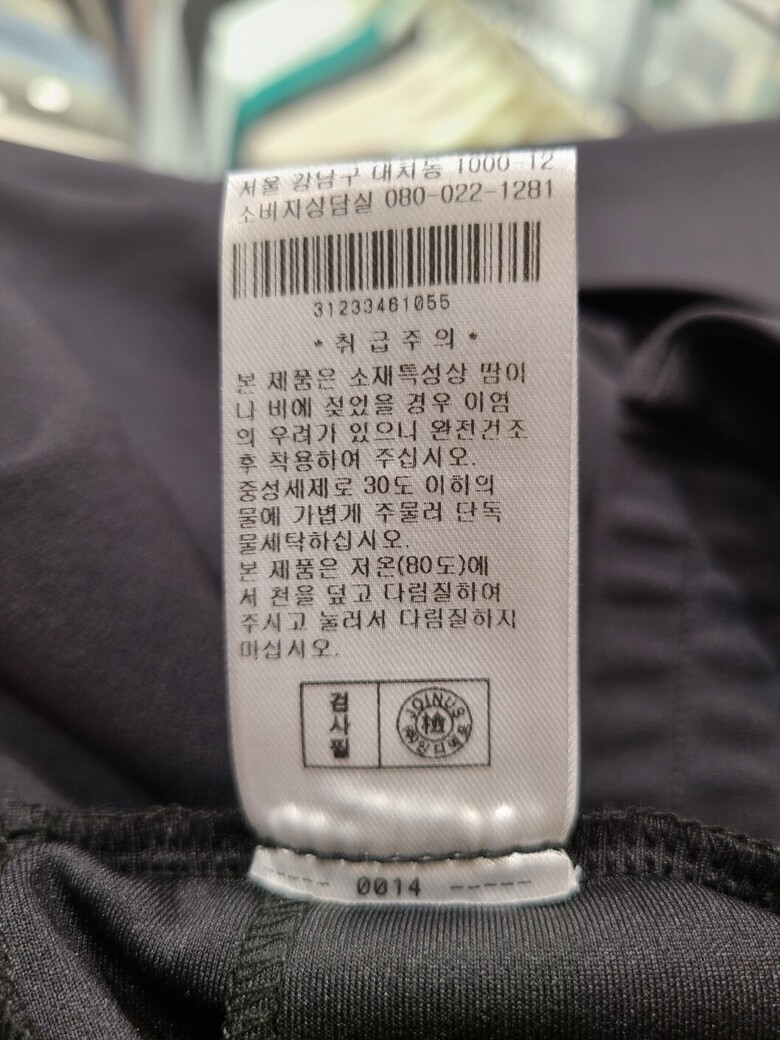 서울 강남구 대치동 1000-12
소비자상담실 080-022-1281
31233461055
* 취 급 주 의 *
본 제품은 소재특성상 땀이
나 비에 젖었을 경우 이염
의 우려가 있으니 완전건조
후 착용하여 주십시오.
중성세제로 30도 이하의
물에 가볍게 주물러 단독
물세탁하십시오.
본 제품은 저온(80도)에
서 천을 덮고 다림질하여
주시고 눌러서 다림질하지
마십시오.
검사필
JOINUS
檢
㈜인디에프
----- 0014 -----